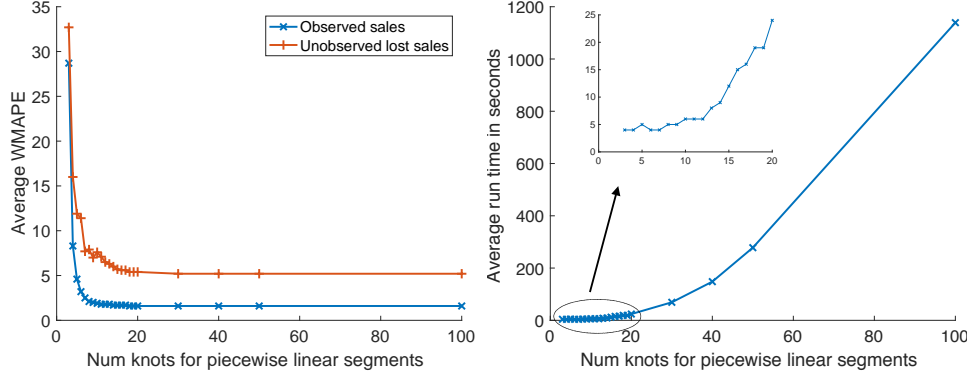 35
30
25
20
15
10
5
0
Average WMAPE
Observed sales
Unobserved lost sales
0 20 40 60 80 100
Num knots for piecewise linear segments
1200
1000
800
600
400
200
0
Average run time in seconds
25
20
15
10
5
0
0 5 10 15 20
0 20 40 60 80 100
Num knots for piecewise linear segments